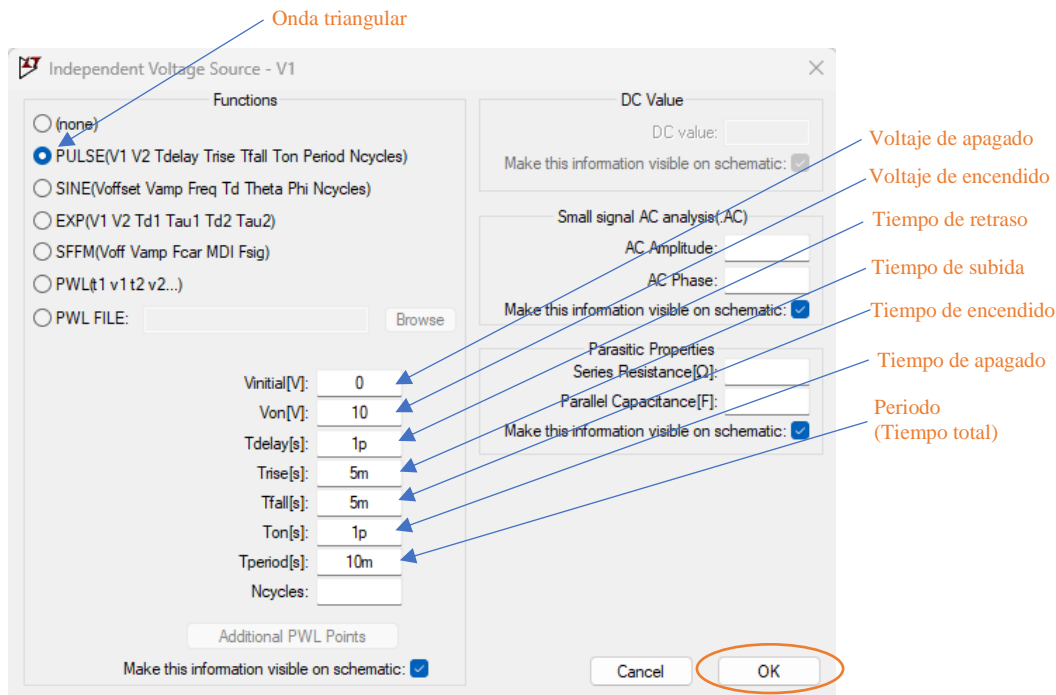 Onda triangular
Independent Voltage Source - V1
Functions
(none)
PULSE(V1 V2 Tdelay Trise Tfall Ton Period Ncycles)
SINE(Voffset Vamp Freq Td Theta Phi Ncycles)
EXP(V1 V2 Td1 Tau1 Td2 Tau2)
SFFM(Voff Vamp Fcar MDI Fsig)
PWL(t1 v1 t2 v2...)
PWL FILE:
Browse
Vinitial[V]: 0
Von[V]: 10
Tdelay[s]: 1p
Trise[s]: 5m
Tfall[s]: 5m
Ton[s]: 1p
Tperiod[s]: 10m
Ncycles:
Additional PWL Points
Make this information visible on schematic:
DC Value
DC value:
Make this information visible on schematic:
Small signal AC analysis(.AC)
AC Amplitude:
AC Phase:
Make this information visible on schematic:
Parasitic Properties
Series Resistance[Ω]:
Parallel Capacitance[F]:
Make this information visible on schematic:
Cancel
OK
Voltaje de apagado
Voltaje de encendido
Tiempo de retraso
Tiempo de subida
Tiempo de encendido
Tiempo de apagado
Periodo
(Tiempo total)